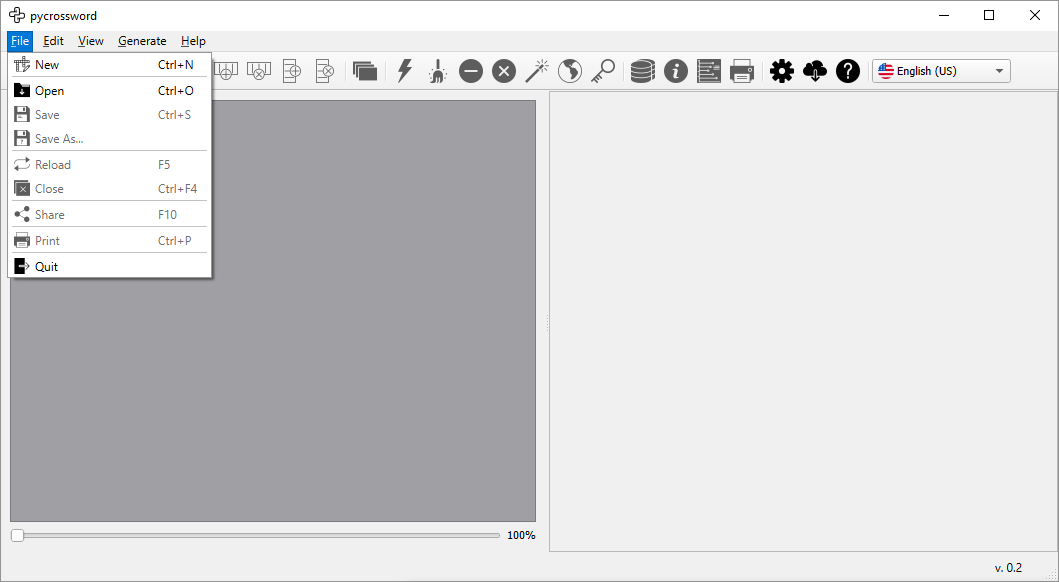 pycrossword
File Edit View Generate Help
New Ctrl+N
Open Ctrl+O
Save Ctrl+S
Save As...
Reload F5
Close Ctrl+F4
Share F10
Print Ctrl+P
Quit
English (US)
100%
v. 0.2